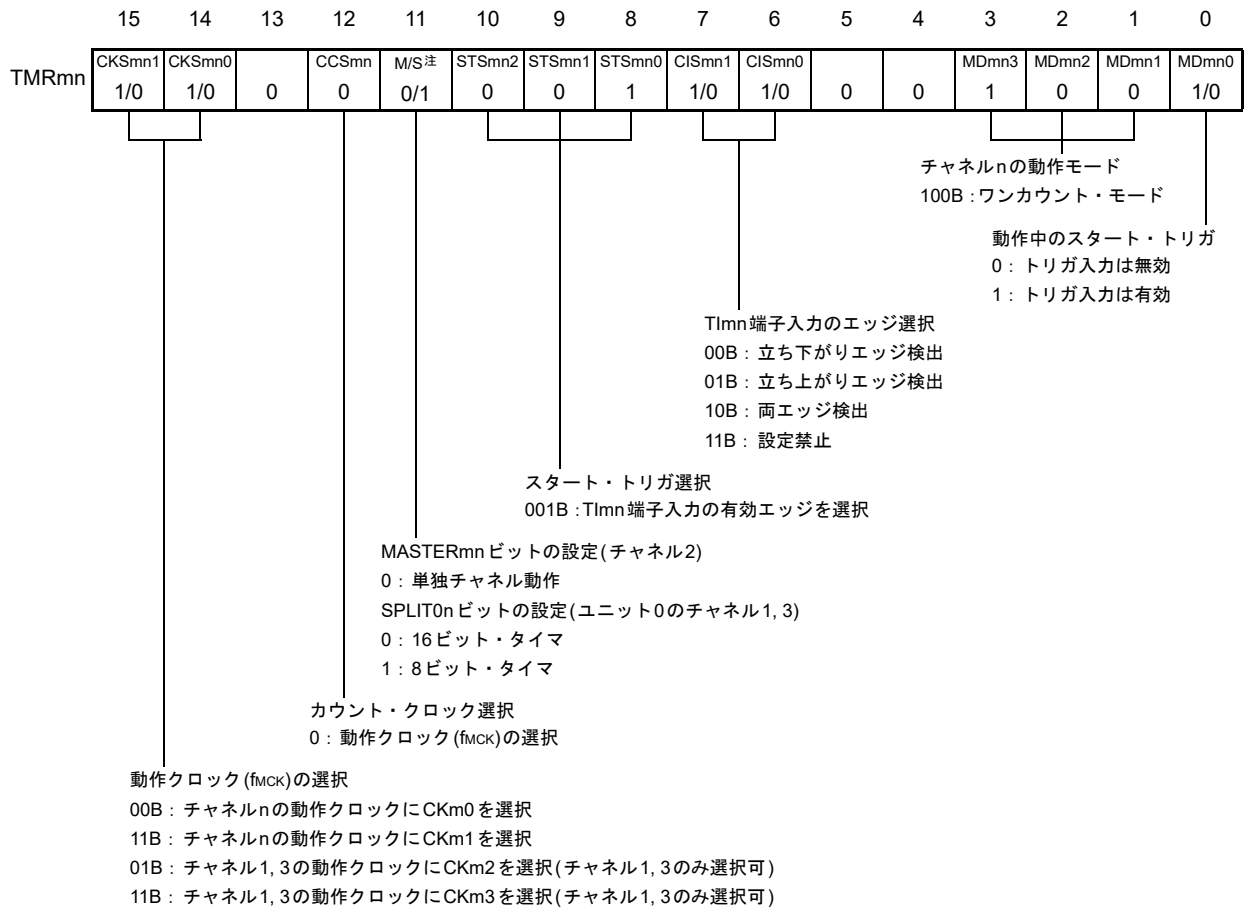 15 14 13 12 11 10 9 8 7 6 5 4 3 2 1 0
TMRmn
CKSmn1 CKSmn0 CCSmn M/S注 STSmn2 STSmn1 STSmn0 CISmn1 CISmn0 MDmn3 MDmn2 MDmn1 MDmn0
1/0 1/0 0 0 0/1 0 0 1 1/0 1/0 0 0 1 0 0 1/0
チャネルnの動作モード
100B：ワンカウント・モード
動作中のスタート・トリガ
0：トリガ入力は無効
1：トリガ入力は有効
TImn端子入力のエッジ選択
00B：立ち下がりエッジ検出
01B：立ち上がりエッジ検出
10B：両エッジ検出
11B：設定禁止
スタート・トリガ選択
001B：TImn端子入力の有効エッジを選択
MASTERmnビットの設定(チャネル2)
0：単独チャネル動作
SPLIT0nビットの設定(ユニット0のチャネル1, 3)
0：16ビット・タイマ
1：8ビット・タイマ
カウント・クロック選択
0：動作クロック(fMCK)の選択
動作クロック(fMCK)の選択
00B：チャネルnの動作クロックにCKm0を選択
11B：チャネルnの動作クロックにCKm1を選択
01B：チャネル1, 3の動作クロックにCKm2を選択(チャネル1, 3のみ選択可)
11B：チャネル1, 3の動作クロックにCKm3を選択(チャネル1, 3のみ選択可)